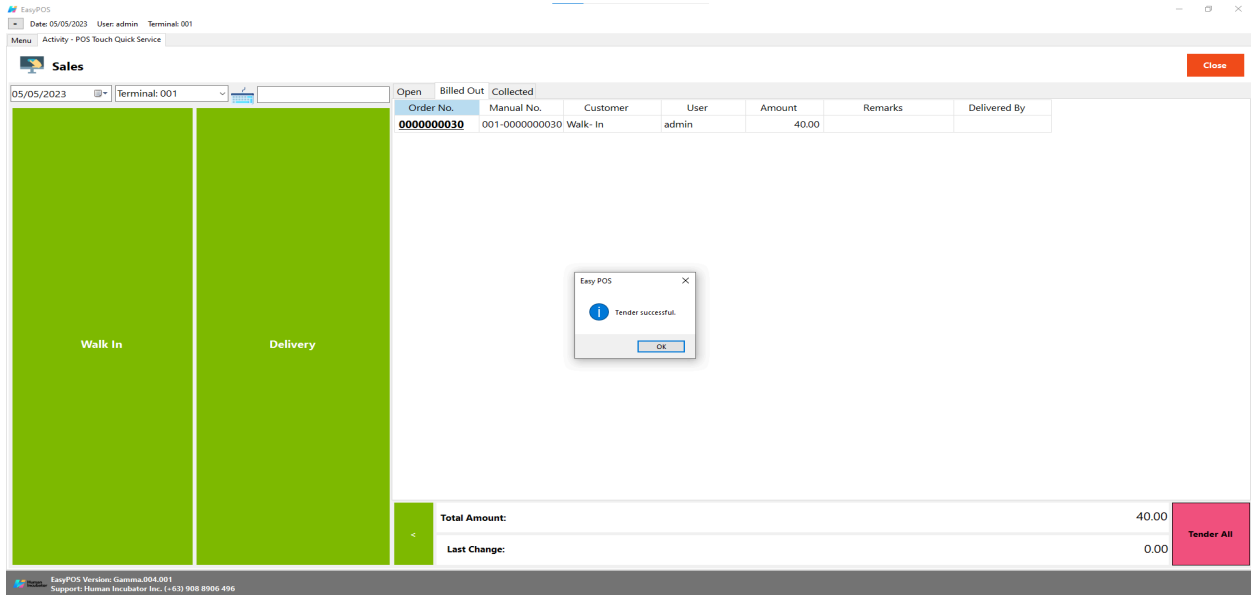 EasyPOS
Date: 05/05/2023 User: admin Terminal: 001
Menu Activity - POS Touch Quick Service
Sales
Close
05/05/2023 Terminal: 001
Open Billed Out Collected
Order No. Manual No. Customer User Amount Remarks Delivered By
0000000030 001-0000000030 Walk- In admin 40.00
Easy POS
Tender successful.
OK
Walk In
Delivery
Total Amount: 40.00
<
Tender All
Last Change: 0.00
Human Incubator
EasyPOS Version: Gamma.004.001
Support: Human Incubator Inc. (+63) 908 8906 496